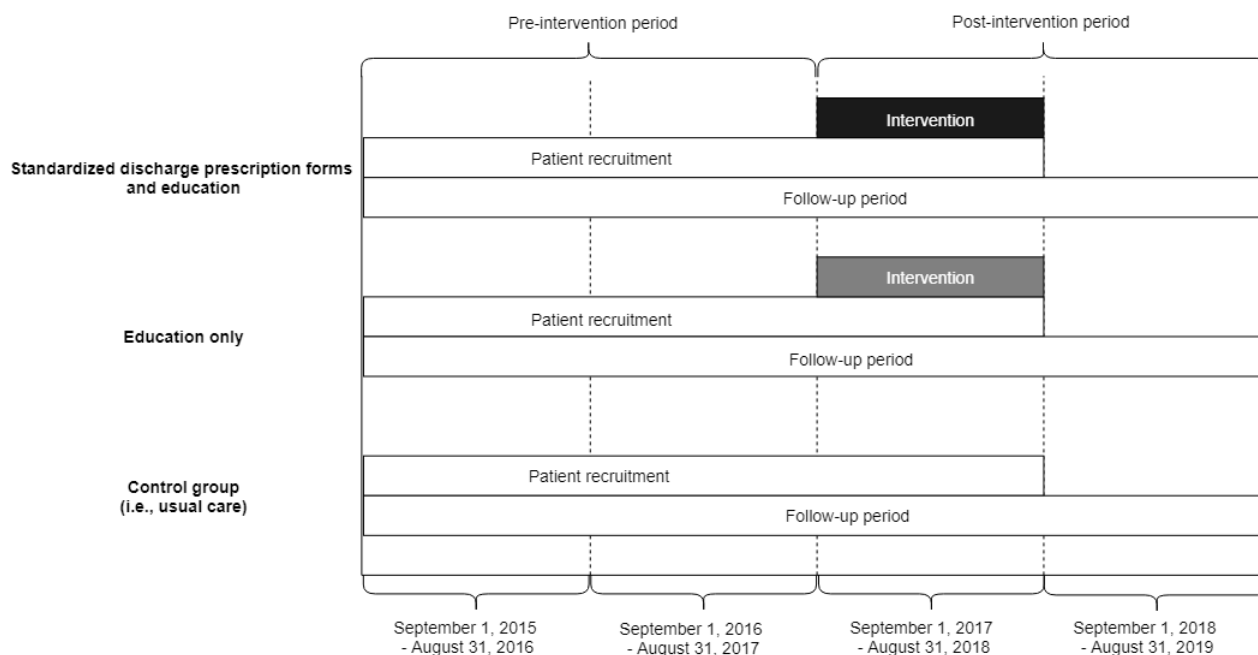 Pre-intervention period
Post-intervention period
Intervention
Patient recruitment
Standardized discharge prescription forms
and education
Follow-up period
Intervention
Patient recruitment
Education only
Follow-up period
Patient recruitment
Control group
(i.e., usual care)
Follow-up period
September 1, 2015
- August 31, 2016
September 1, 2016
- August 31, 2017
September 1, 2017
- August 31, 2018
September 1, 2018
- August 31, 2019